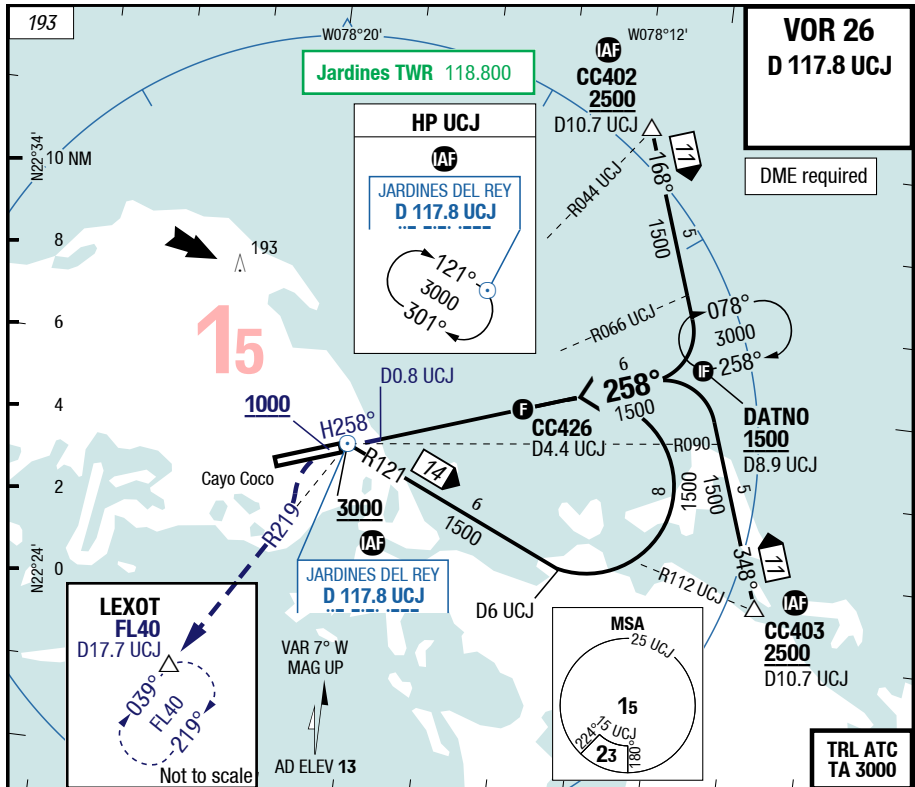 193
W078°20'
W078°12'
VOR 26
D 117.8 UCJ
DME required
Jardines TWR 118.800
IAF
CC402
2500
D10.7 UCJ
N22°34'
10 NM
8
6
4
2
0
N22°24'
HP UCJ
IAF
JARDINES DEL REY
D 117.8 UCJ
121°
3000
301°
R044 UCJ
168°
11
1500
5
193
15
R066 UCJ
078°
3000
258°
IF
DATNO
1500
D8.9 UCJ
D0.8 UCJ
6
258°
1500
F
CC426
D4.4 UCJ
1000
H258°
R090
Cayo Coco
R121
14
6
1500
8
1500
1500
5
R219
3000
IAF
JARDINES DEL REY
D 117.8 UCJ
D6 UCJ
R112 UCJ
348°
11
IAF
CC403
2500
D10.7 UCJ
LEXOT
FL40
D17.7 UCJ
039°
FL40
219°
Not to scale
VAR 7° W
MAG UP
AD ELEV 13
MSA
25 UCJ
15
15 UCJ
224°
23
180°
TRL ATC
TA 3000